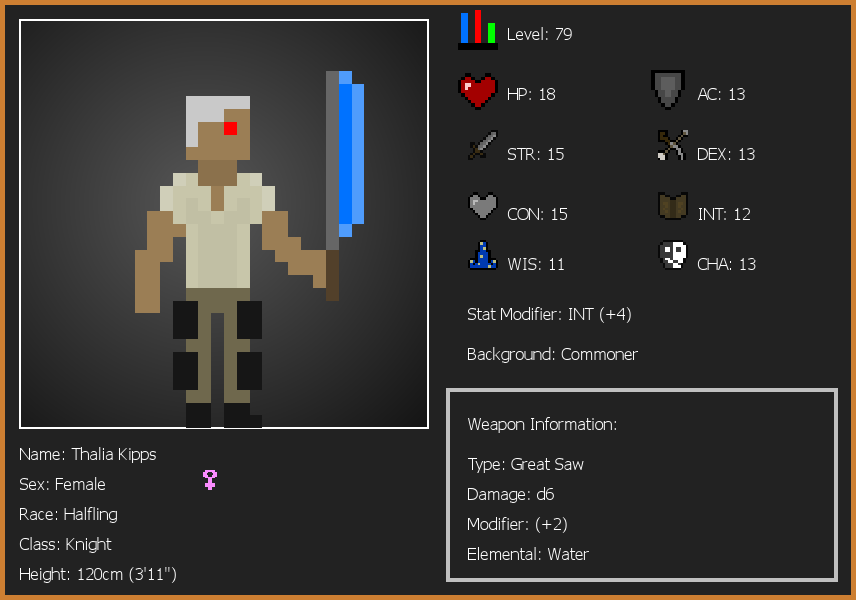 Level: 79
HP: 18
AC: 13
STR: 15
DEX: 13
CON: 15
INT: 12
WIS: 11
CHA: 13
Stat Modifier: INT (+4)
Background: Commoner
Weapon Information:
Type: Great Saw
Damage: d6
Modifier: (+2)
Elemental: Water
Name: Thalia Kipps
Sex: Female
Race: Halfling
Class: Knight
Height: 120cm (3'11")